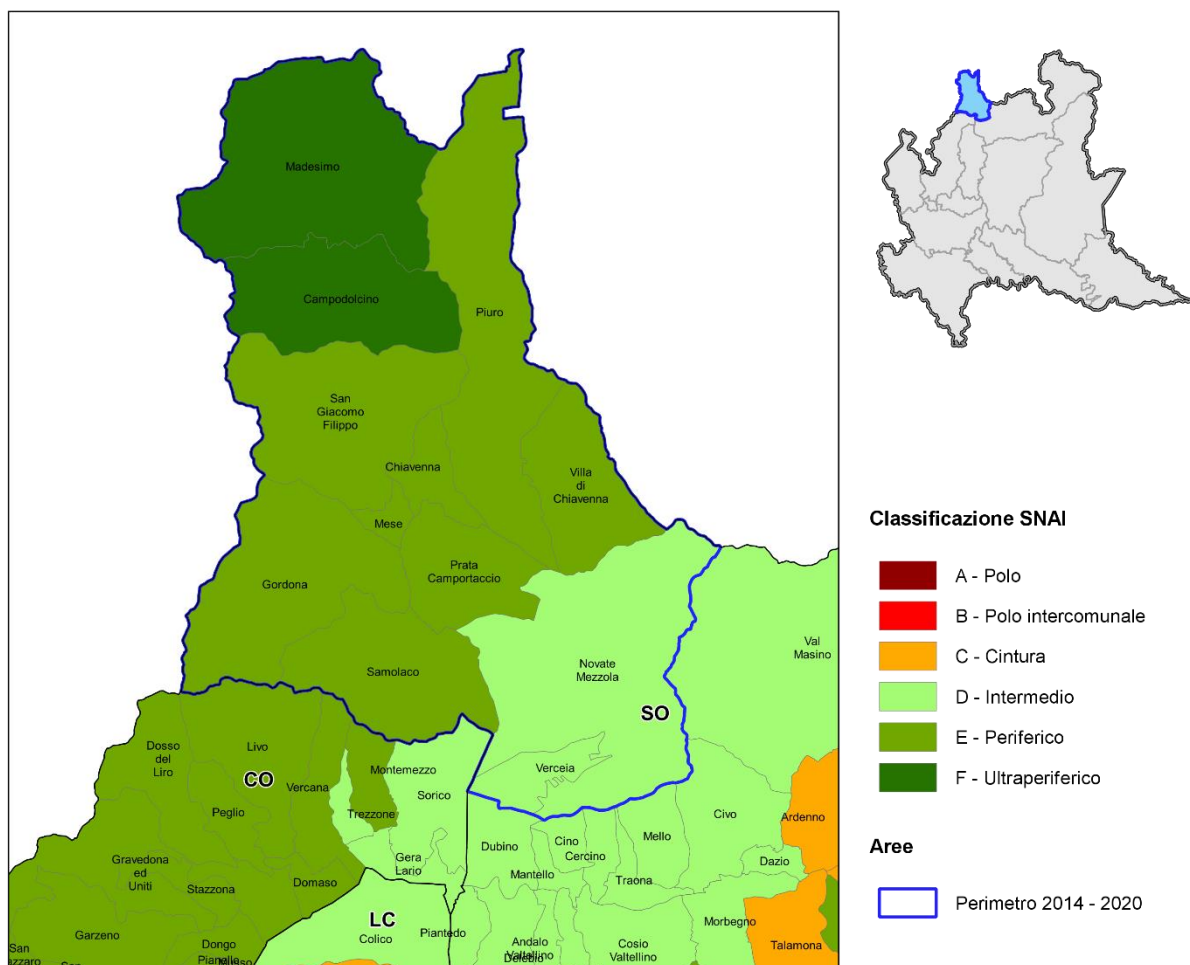 Madesimo
Campodolcino
Piuro
San
Giacomo
Filippo
Chiavenna
Villa
di
Chiavenna
Mese
Prata
Camportaccio
Gordona
Samolaco
Novate
Mezzola
Val
Masino
SO
Verceia
Dosso
del
Liro
Livo
CO
Vercana
Montemezzo
Sorico
Peglio
Trezzone
Civo
Ardenno
Mello
Dubino
Cino
Cercino
Dazio
Gravedona
ed
Uniti
Gera
Lario
Mantello
Traona
Stazzona
Domaso
LC
Colico
Piantedo
Morbegno
Garzeno
Dongo
Andalo
Valtellino
Delebio
Cosio
Valtellino
Talamona
San
Classificazione SNAI
A - Polo
B - Polo intercomunale
C - Cintura
D - Intermedio
E - Periferico
F - Ultraperiferico
Aree
Perimetro 2014 - 2020